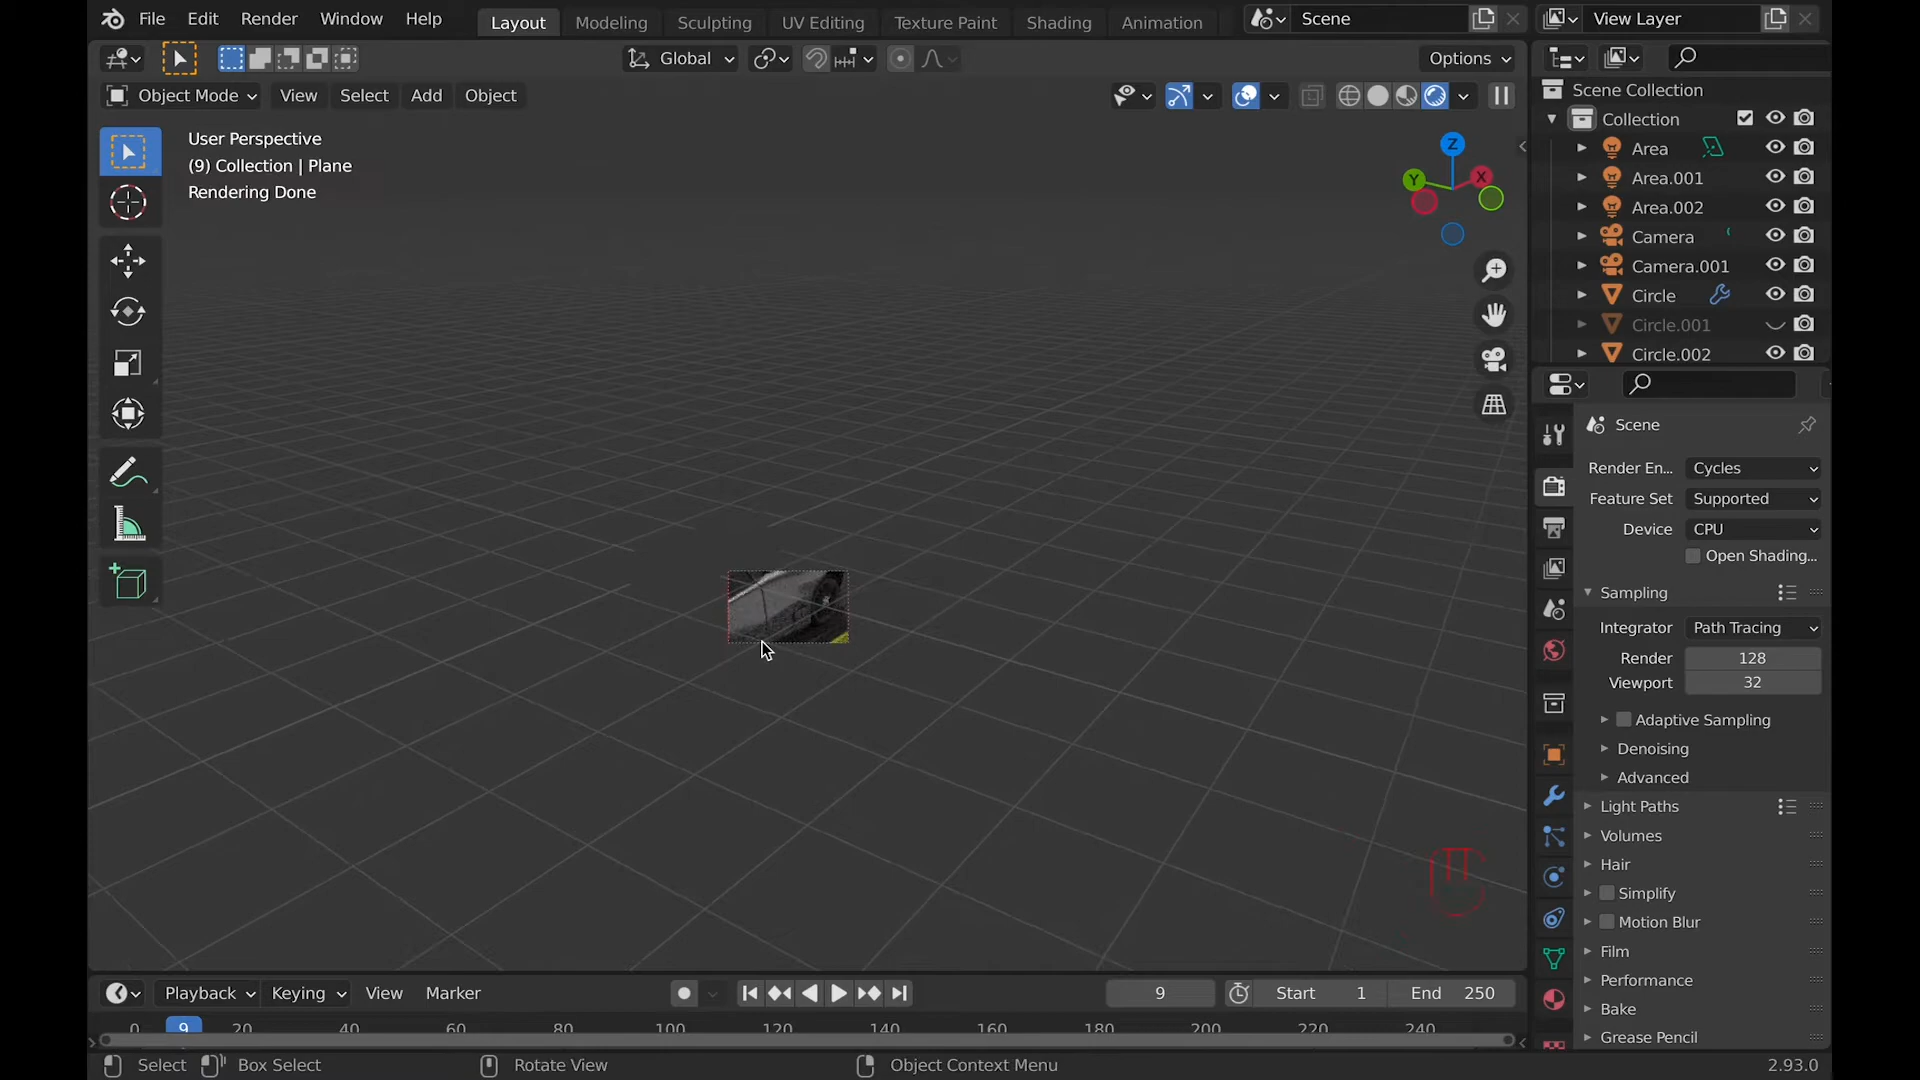 File Edit Render Window Help Layout Modeling Sculpting UV Editing Texture Paint Shading Animation Scene View Layer
Global Options
Object Mode View Select Add Object
User Perspective
(9) Collection | Plane
Rendering Done
Z
Y
X
Scene Collection
Collection
Area
Area.001
Area.002
Camera
Camera.001
Circle
Circle.001
Circle.002
Scene
Render En... Cycles
Feature Set Supported
Device CPU
Open Shading...
Sampling
Integrator Path Tracing
Render 128
Viewport 32
Adaptive Sampling
Denoising
Advanced
Light Paths
Volumes
Hair
Simplify
Motion Blur
Film
Performance
Bake
Grease Pencil
Playback Keying View Marker 9 Start 1 End 250
0 9 20 40 60 80 100 120 140 160 180 200 220 240
Select Box Select Rotate View Object Context Menu 2.93.0